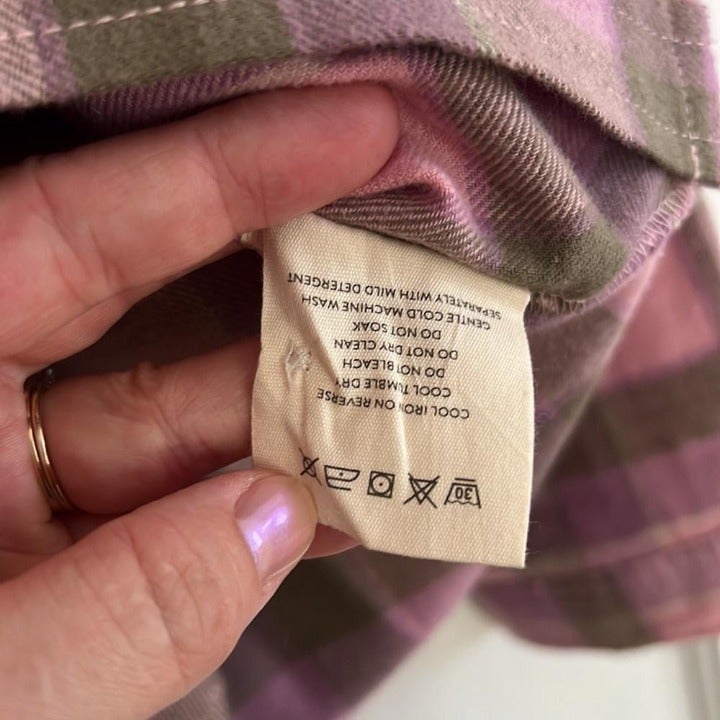 GENTLE COLD MACHINE WASH
SEPARATELY WITH MILD DETERGENT
DO NOT SOAK
DO NOT DRY CLEAN
DO NOT BLEACH
COOL TUMBLE DRY
COOL IRON ON REVERSE
30